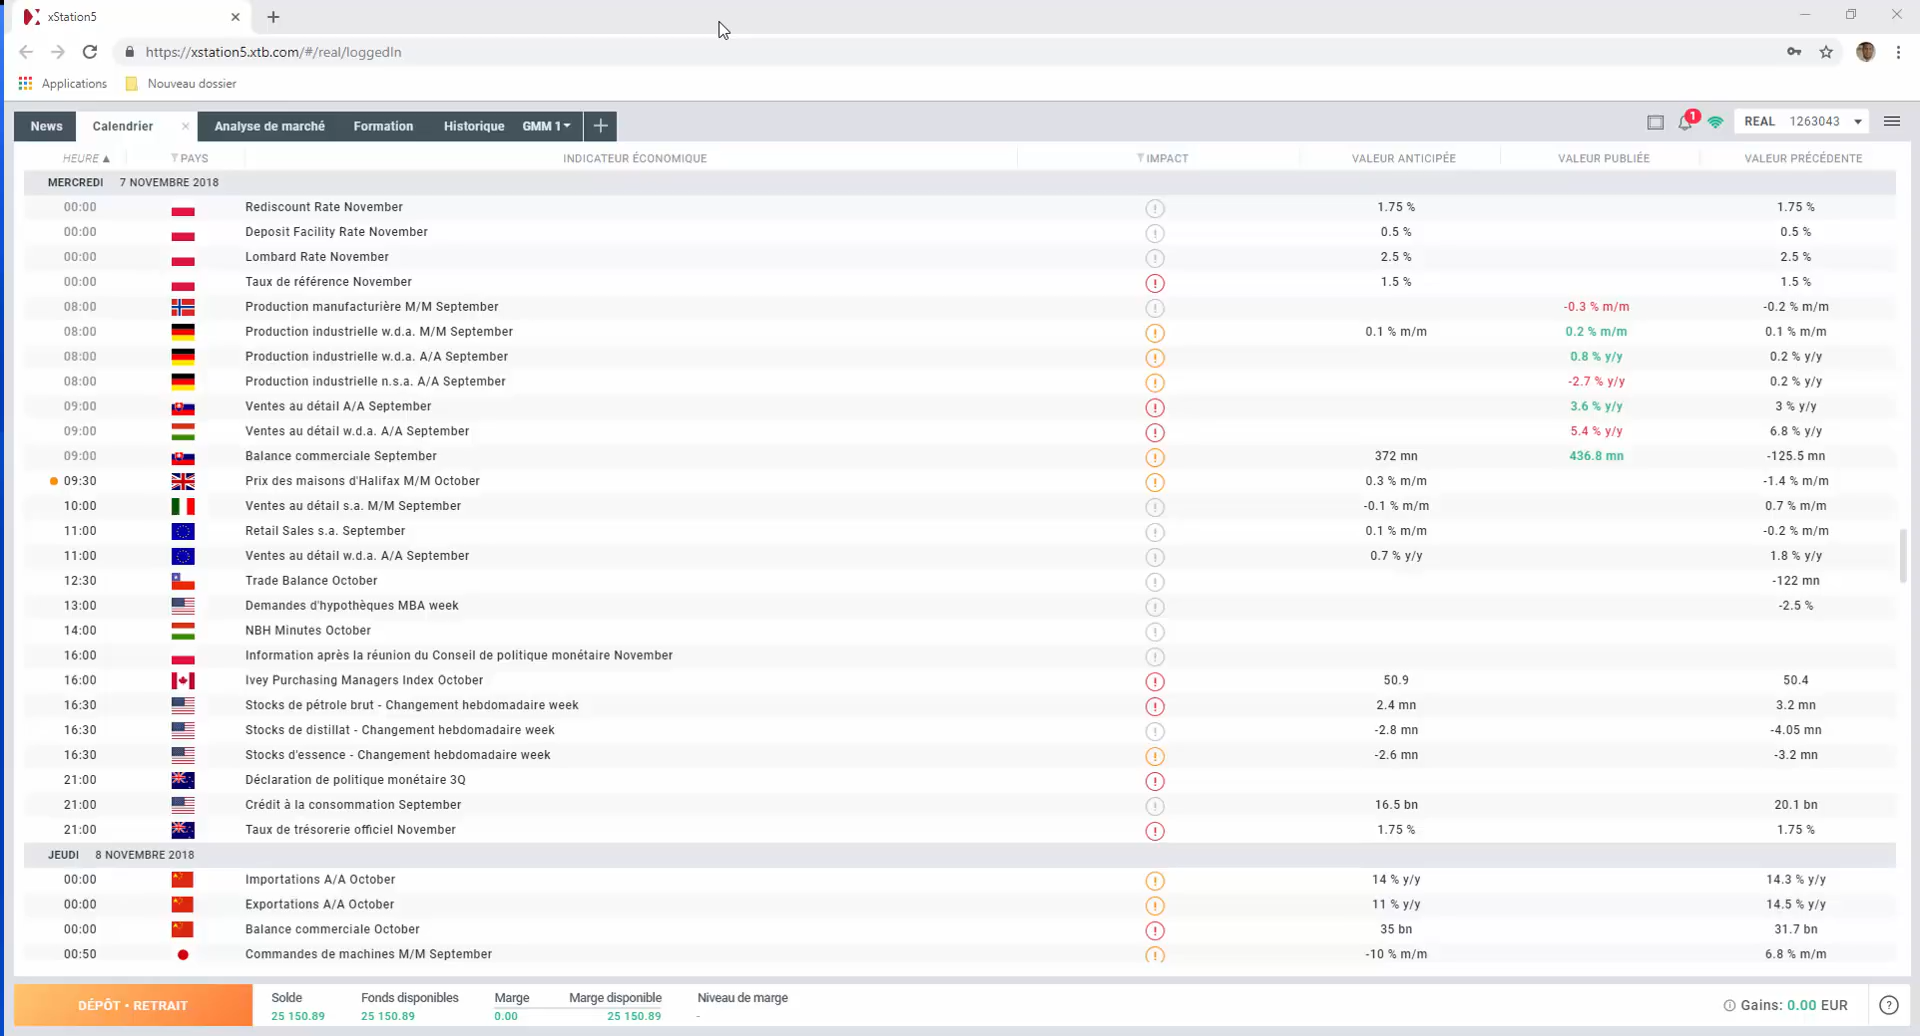 xStation5
https://xstation5.xtb.com/#/real/loggedIn
Applications Nouveau dossier
News Calendrier Analyse de marché Formation Historique GMM 1 1 REAL 1263043
HEURE PAYS INDICATEUR ÉCONOMIQUE IMPACT VALEUR ANTICIPÉE VALEUR PUBLIÉE VALEUR PRÉCÉDENTE
MERCREDI 7 NOVEMBRE 2018
00:00 Rediscount Rate November 1.75 % 1.75 %
00:00 Deposit Facility Rate November 0.5 % 0.5 %
00:00 Lombard Rate November 2.5 % 2.5 %
00:00 Taux de référence November 1.5 % 1.5 %
08:00 Production manufacturière M/M September -0.3 % m/m -0.2 % m/m
08:00 Production industrielle w.d.a. M/M September 0.1 % m/m 0.2 % m/m 0.1 % m/m
08:00 Production industrielle w.d.a. A/A September 0.8 % y/y 0.2 % y/y
08:00 Production industrielle n.s.a. A/A September -2.7 % y/y 0.2 % y/y
09:00 Ventes au détail A/A September 3.6 % y/y 3 % y/y
09:00 Ventes au détail w.d.a. A/A September 5.4 % y/y 6.8 % y/y
09:00 Balance commerciale September 372 mn 436.8 mn -125.5 mn
09:30 Prix des maisons d'Halifax M/M October 0.3 % m/m -1.4 % m/m
10:00 Ventes au détail s.a. M/M September -0.1 % m/m 0.7 % m/m
11:00 Retail Sales s.a. September 0.1 % m/m -0.2 % m/m
11:00 Ventes au détail w.d.a. A/A September 0.7 % y/y 1.8 % y/y
12:30 Trade Balance October -122 mn
13:00 Demandes d'hypothèques MBA week -2.5 %
14:00 NBH Minutes October
16:00 Information après la réunion du Conseil de politique monétaire November
16:00 Ivey Purchasing Managers Index October 50.9 50.4
16:30 Stocks de pétrole brut - Changement hebdomadaire week 2.4 mn 3.2 mn
16:30 Stocks de distillat - Changement hebdomadaire week -2.8 mn -4.05 mn
16:30 Stocks d'essence - Changement hebdomadaire week -2.6 mn -3.2 mn
21:00 Déclaration de politique monétaire 3Q
21:00 Crédit à la consommation September 16.5 bn 20.1 bn
21:00 Taux de trésorerie officiel November 1.75 % 1.75 %
JEUDI 8 NOVEMBRE 2018
00:00 Importations A/A October 14 % y/y 14.3 % y/y
00:00 Exportations A/A October 11 % y/y 14.5 % y/y
00:00 Balance commerciale October 35 bn 31.7 bn
00:50 Commandes de machines M/M September -10 % m/m 6.8 % m/m
DÉPÔT • RETRAIT Solde Fonds disponibles Marge Marge disponible Niveau de marge Gains: 0.00 EUR
25 150.89 25 150.89 0.00 25 150.89 -